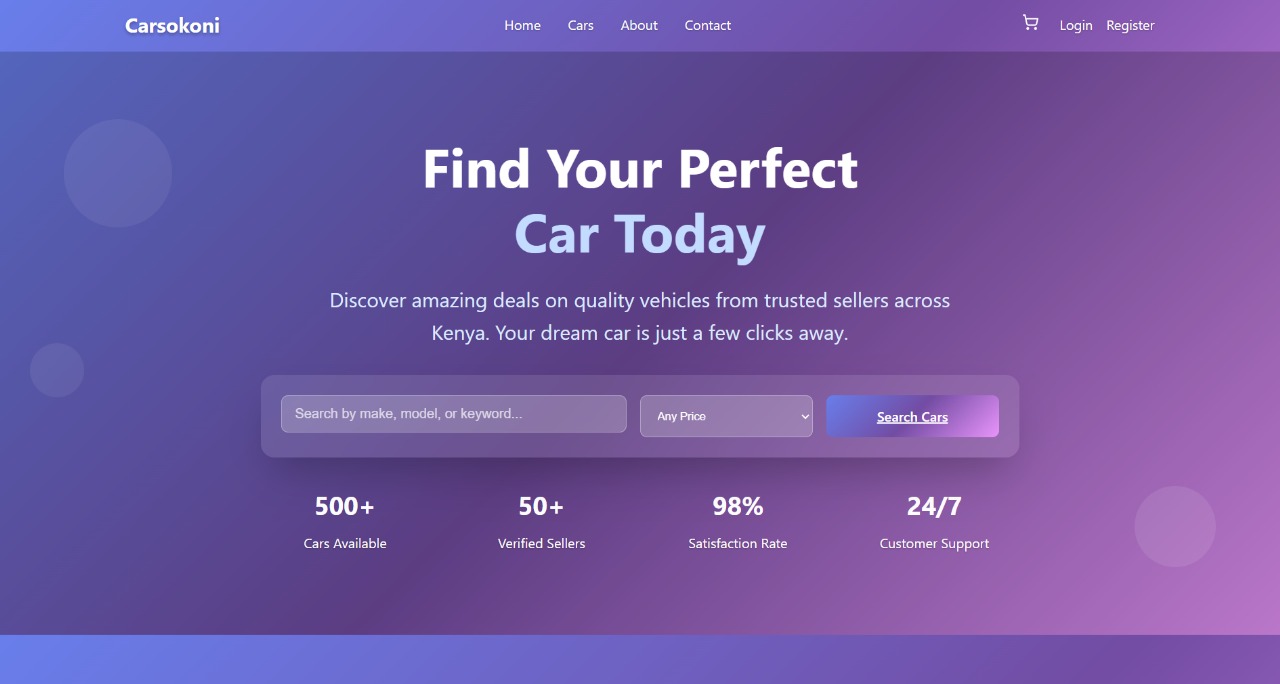 Carsokoni
Home Cars About Contact
Login Register
Find Your Perfect
Car Today
Discover amazing deals on quality vehicles from trusted sellers across
Kenya. Your dream car is just a few clicks away.
Search by make, model, or keyword...
Any Price
Search Cars
500+ 50+ 98% 24/7
Cars Available Verified Sellers Satisfaction Rate Customer Support